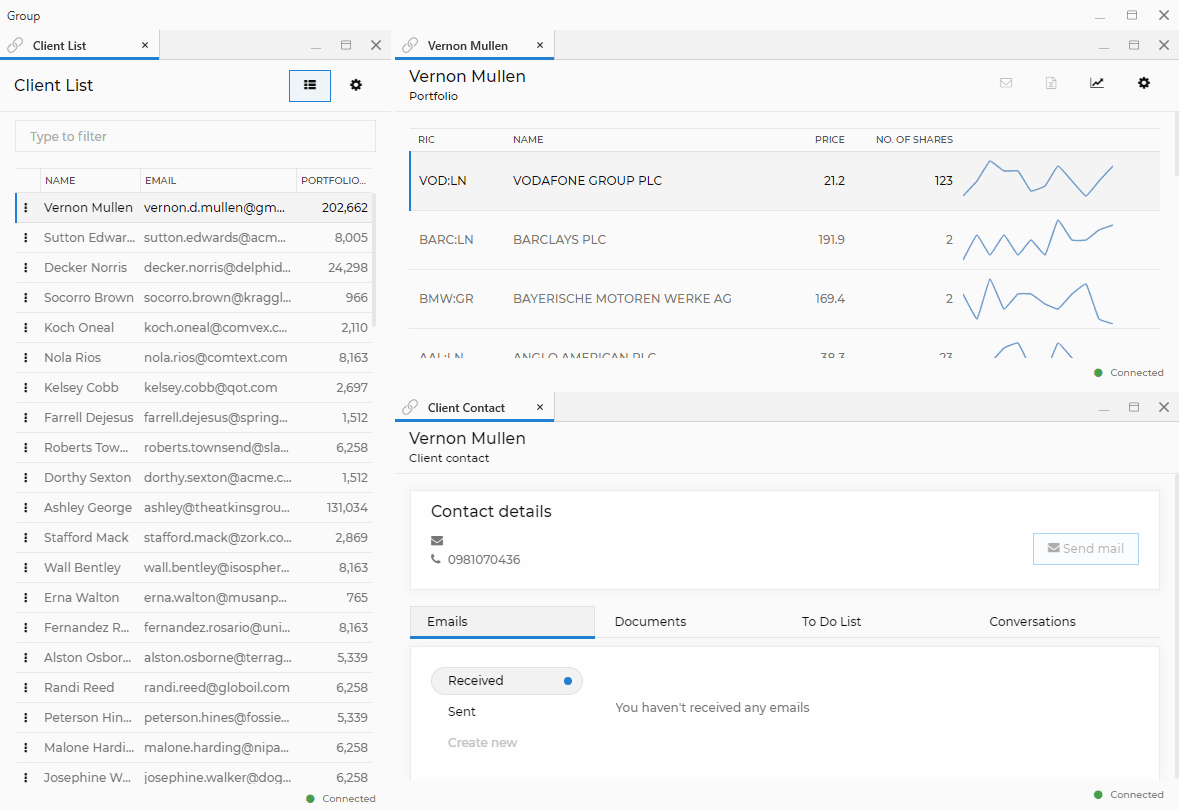 Group
Client List
Client List
Type to filter
NAME EMAIL PORTFOLIO...
Vernon Mullen vernon.d.mullen@gm... 202,662
Sutton Edwar... sutton.edwards@acm... 8,005
Decker Norris decker.norris@delphid... 24,298
Socorro Brown socorro.brown@kraggl... 966
Koch Oneal koch.oneal@comvex.c... 2,110
Nola Rios nola.rios@comtext.com 8,163
Kelsey Cobb kelsey.cobb@qot.com 2,697
Farrell Dejesus farrell.dejesus@spring... 1,512
Roberts Tow... roberts.townsend@sla... 6,258
Dorthy Sexton dorthy.sexton@acme.c... 1,512
Ashley George ashley@theatkinsgrou... 131,034
Stafford Mack stafford.mack@zork.co... 2,869
Wall Bentley wall.bentley@isospher... 8,163
Erna Walton erna.walton@musanp... 765
Fernandez R... fernandez.rosario@uni... 8,163
Alston Osbor... alston.osborne@terrag... 5,339
Randi Reed randi.reed@globoil.com 6,258
Peterson Hin... peterson.hines@fossie... 5,339
Malone Hardi... malone.harding@nipa... 6,258
Josephine W... josephine.walker@dog... 6,258
Connected
Vernon Mullen
Vernon Mullen
Portfolio
RIC NAME PRICE NO. OF SHARES
VOD:LN VODAFONE GROUP PLC 21.2 123
BARC:LN BARCLAYS PLC 191.9 2
BMW:GR BAYERISCHE MOTOREN WERKE AG 169.4 2
AAL:LN ANGLO AMERICAN PLC 38.3 23
Connected
Client Contact
Vernon Mullen
Client contact
Contact details
0981070436
Send mail
Emails Documents To Do List Conversations
Received
Sent
Create new
You haven't received any emails
Connected